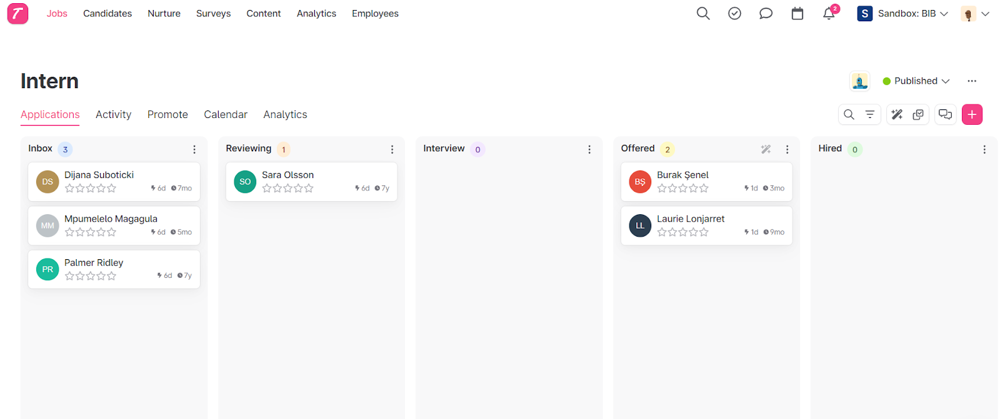 T Jobs Candidates Nurture Surveys Content Analytics Employees 2 S Sandbox: BIB
Intern
Published
Applications Activity Promote Calendar Analytics
Inbox 3
Dijana Suboticki
DS
6d 7mo
Mpumelelo Magagula
MM
6d 5mo
Palmer Ridley
PR
6d 7y
Reviewing 1
Sara Olsson
SO
6d 7y
Interview 0
Offered 2
Burak Şenel
BŞ
1d 3mo
Laurie Lonjarret
LL
1d 9mo
Hired 0